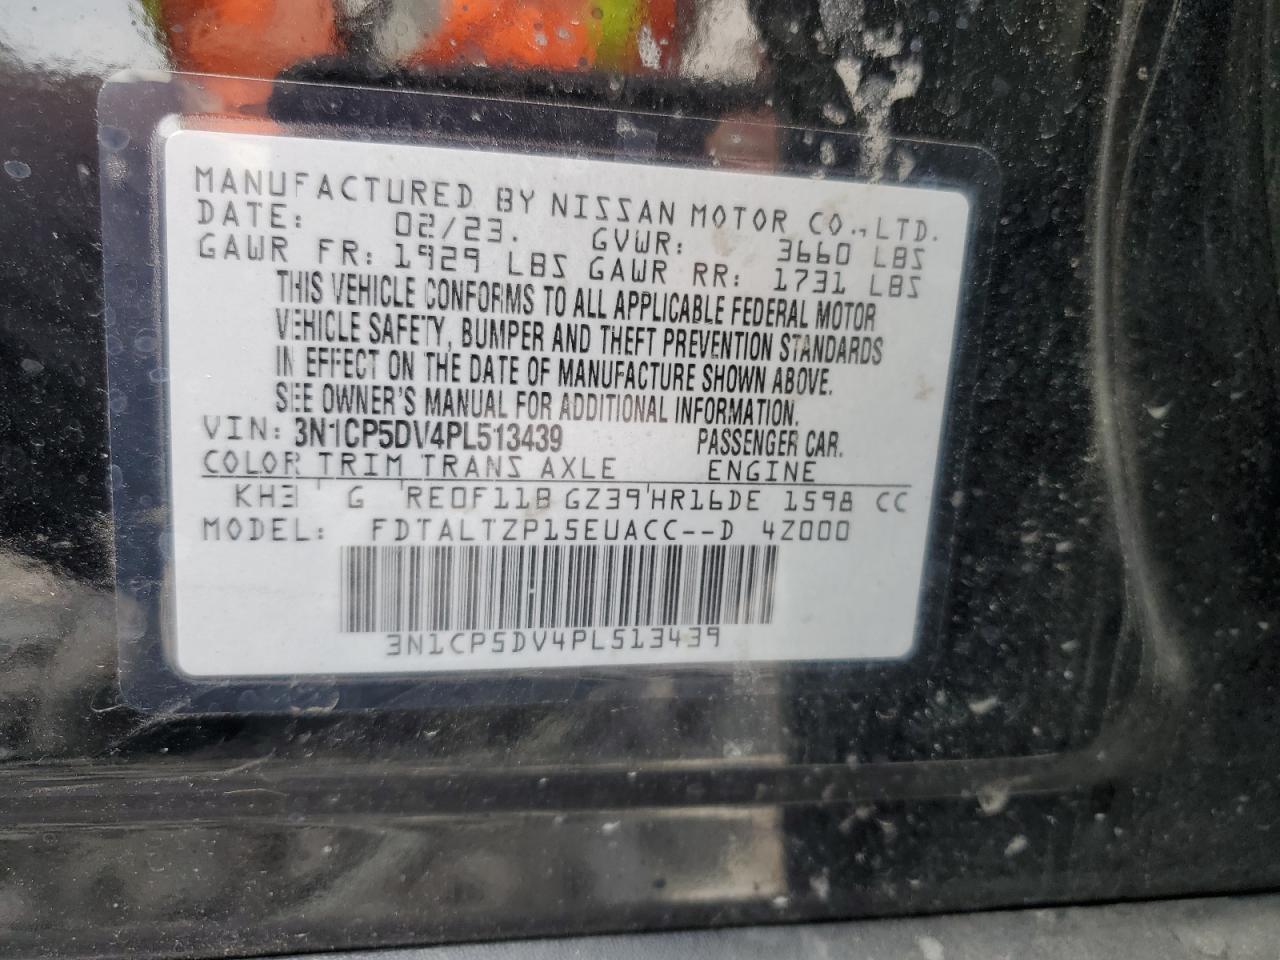 MANUFACTURED BY NISSAN MOTOR CO., LTD.
DATE: 02/23. GVWR: 3660 LBS
GAWR FR: 1929 LBS GAWR RR: 1731 LBS
THIS VEHICLE CONFORMS TO ALL APPLICABLE FEDERAL MOTOR
VEHICLE SAFETY, BUMPER AND THEFT PREVENTION STANDARDS
IN EFFECT ON THE DATE OF MANUFACTURE SHOWN ABOVE.
SEE OWNER'S MANUAL FOR ADDITIONAL INFORMATION.
VIN: 3N1CP5DV4PL513439 PASSENGER CAR.
COLOR TRIM TRANS AXLE ENGINE
KH3 G RE0F11B GZ39 HR16DE 1598 CC
MODEL: FDTALTZP15EUACC--D 4Z000
3N1CP5DV4PL513439